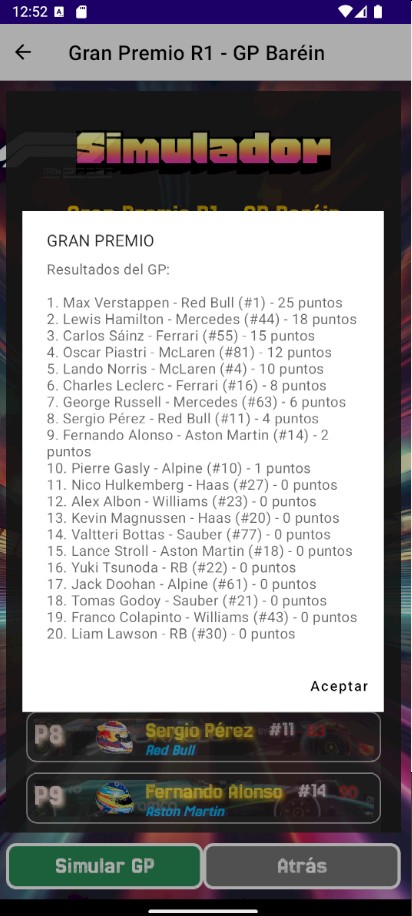 12:52
Gran Premio R1 - GP Baréin
Simulador
Gran Premio R1 - GP Baréin
GRAN PREMIO
Resultados del GP:
1. Max Verstappen - Red Bull (#1) - 25 puntos
2. Lewis Hamilton - Mercedes (#44) - 18 puntos
3. Carlos Sáinz - Ferrari (#55) - 15 puntos
4. Oscar Piastri - McLaren (#81) - 12 puntos
5. Lando Norris - McLaren (#4) - 10 puntos
6. Charles Leclerc - Ferrari (#16) - 8 puntos
7. George Russell - Mercedes (#63) - 6 puntos
8. Sergio Pérez - Red Bull (#11) - 4 puntos
9. Fernando Alonso - Aston Martin (#14) - 2
puntos
10. Pierre Gasly - Alpine (#10) - 1 puntos
11. Nico Hulkemberg - Haas (#27) - 0 puntos
12. Alex Albon - Williams (#23) - 0 puntos
13. Kevin Magnussen - Haas (#20) - 0 puntos
14. Valtteri Bottas - Sauber (#77) - 0 puntos
15. Lance Stroll - Aston Martin (#18) - 0 puntos
16. Yuki Tsunoda - RB (#22) - 0 puntos
17. Jack Doohan - Alpine (#61) - 0 puntos
18. Tomas Godoy - Sauber (#21) - 0 puntos
19. Franco Colapinto - Williams (#43) - 0 puntos
20. Liam Lawson - RB (#30) - 0 puntos
Aceptar
P8 Sergio Pérez #11
Red Bull
P9 Fernando Alonso #14 90
Aston Martin
Simular GP Atrás